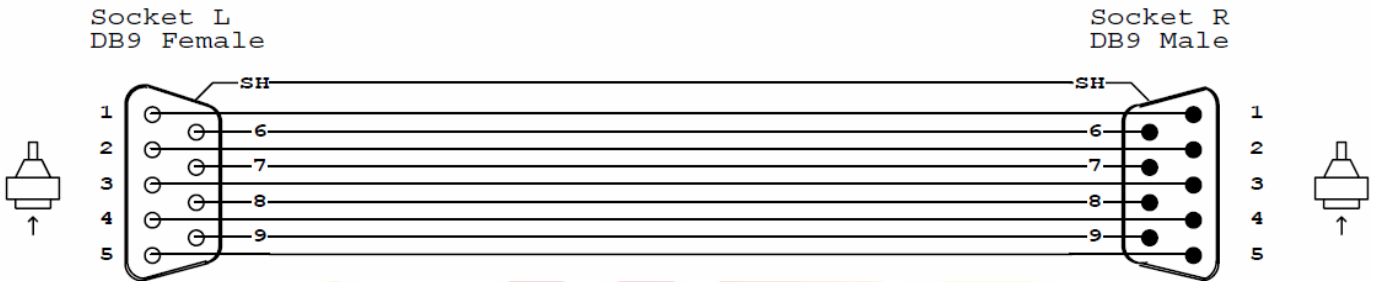 Socket L
DB9 Female
Socket R
DB9 Male
SH SH
1 1
6 6
2 2
7 7
3 3
8 8
4 4
9 9
5 5